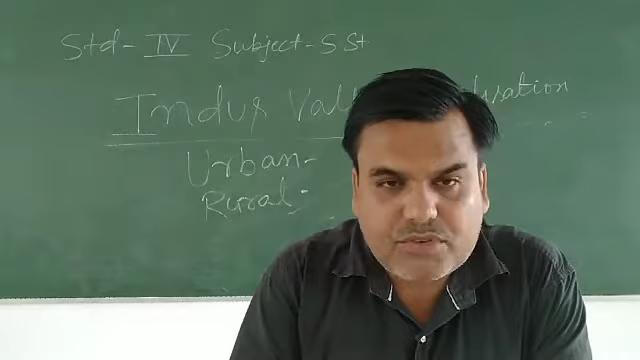 Std- IV Subject- S St
Indus Vall
Urban-
Rural-